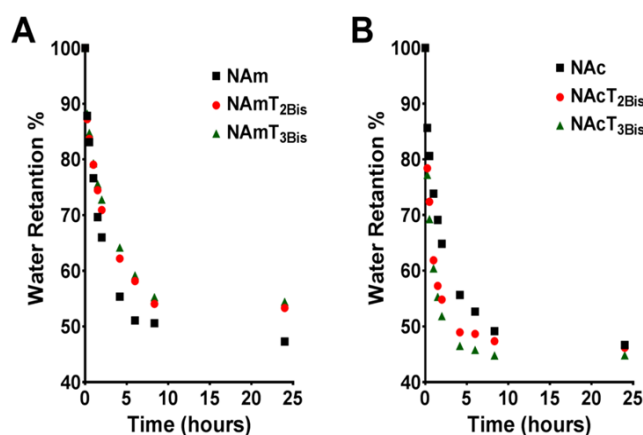 A
Water Retantion %
100
90
80
70
60
50
40
0 5 10 15 20 25
Time (hours)
NAm
NAmT2Bis
NAmT3Bis
B
Water Retantion %
100
90
80
70
60
50
40
0 5 10 15 20 25
Time (hours)
NAc
NAcT2Bis
NAcT3Bis